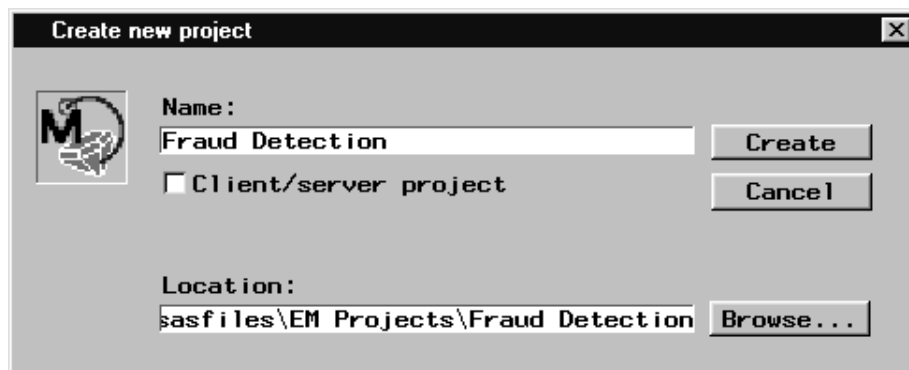 Create new project
M
Name:
Fraud Detection
Create
Client/server project
Cancel
Location:
sasfiles\EM Projects\Fraud Detection
Browse...